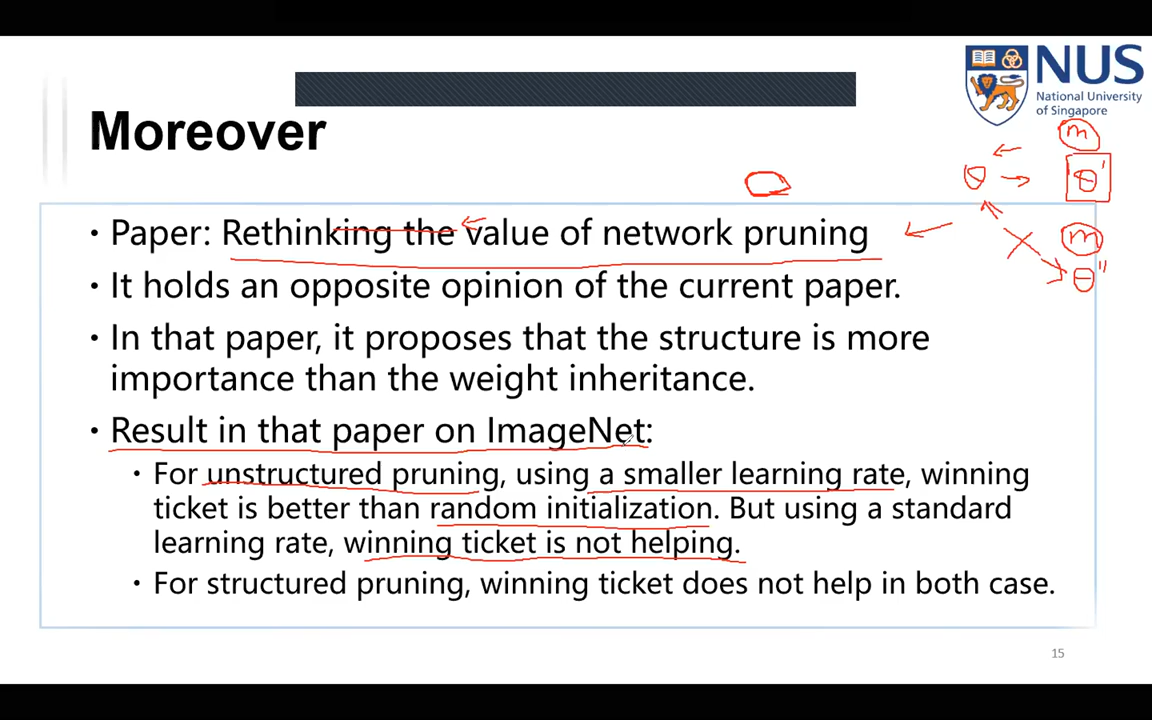 NUS
National University
of Singapore
Moreover
m
θ → θ'
• Paper: Rethinking the value of network pruning
m
θ''
• It holds an opposite opinion of the current paper.
• In that paper, it proposes that the structure is more
importance than the weight inheritance.
• Result in that paper on ImageNet:
• For unstructured pruning, using a smaller learning rate, winning
ticket is better than random initialization. But using a standard
learning rate, winning ticket is not helping.
• For structured pruning, winning ticket does not help in both case.
15